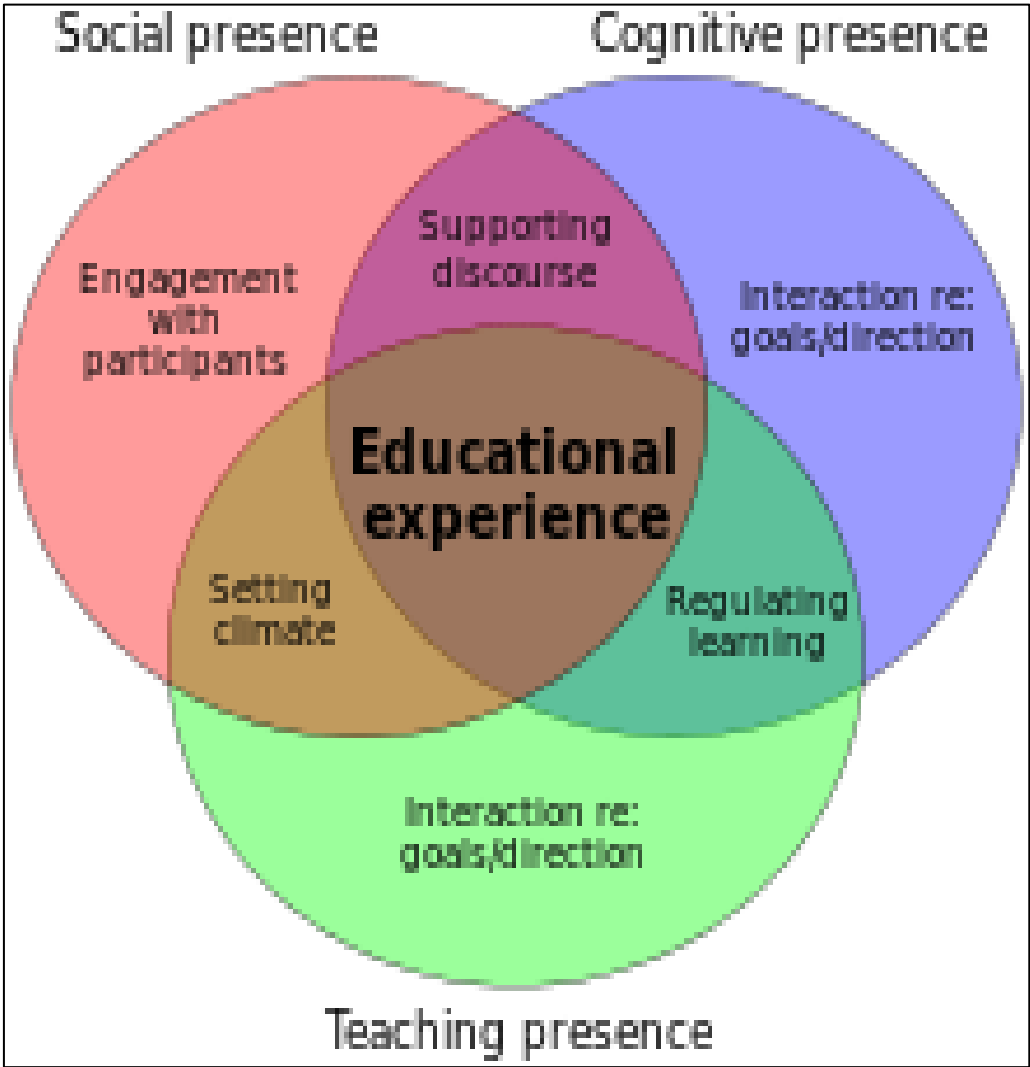 Social presence
Cognitive presence
Supporting
discourse
Engagement
with
participants
Interaction re:
goals/direction
Educational
experience
Setting
climate
Regulating
learning
Interaction re:
goals/direction
Teaching presence